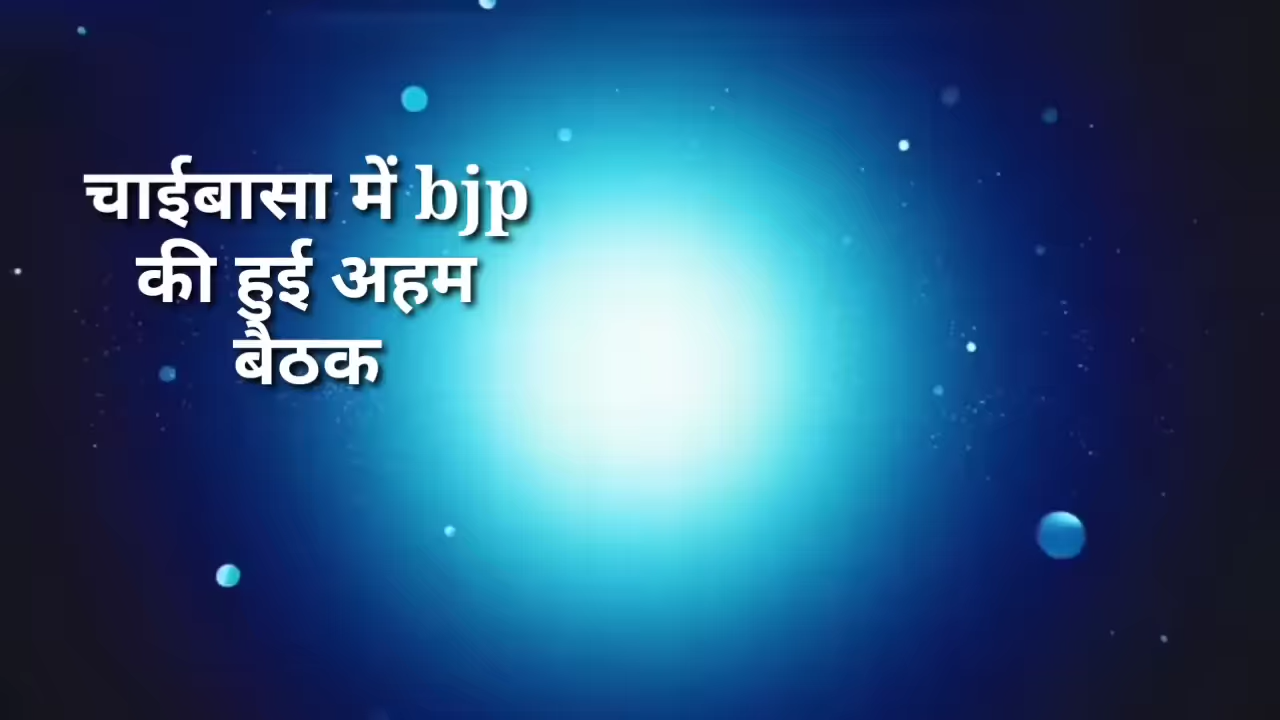 चाईबासा में bjp
की हुई अहम
बैठक